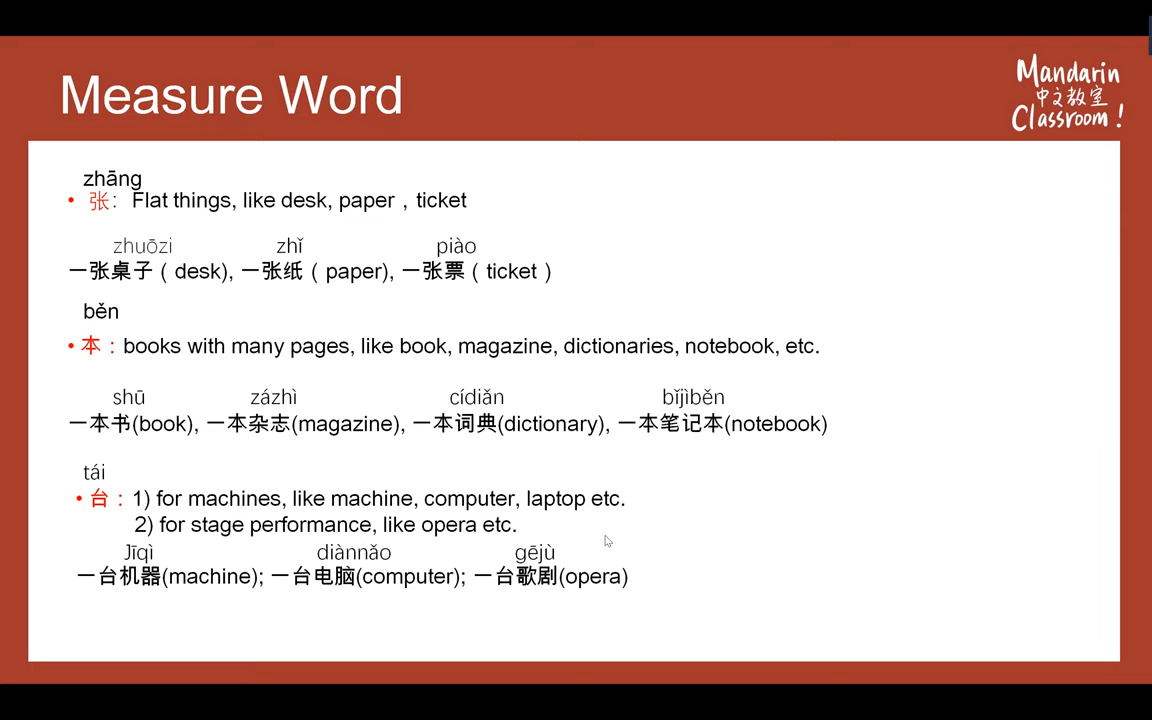 Measure Word
Mandarin
中文教室
Classroom !
zhāng
• 张： Flat things, like desk, paper , ticket
zhuōzi zhǐ piào
一张桌子 ( desk), 一张纸 ( paper), 一张票 ( ticket )
běn
• 本 : books with many pages, like book, magazine, dictionaries, notebook, etc.
shū zázhì cídiǎn bǐjìběn
一本书(book), 一本杂志(magazine), 一本词典(dictionary), 一本笔记本(notebook)
tái
• 台 : 1) for machines, like machine, computer, laptop etc.
2) for stage performance, like opera etc.
Jīqì diànnǎo gējù
一台机器(machine); 一台电脑(computer); 一台歌剧(opera)